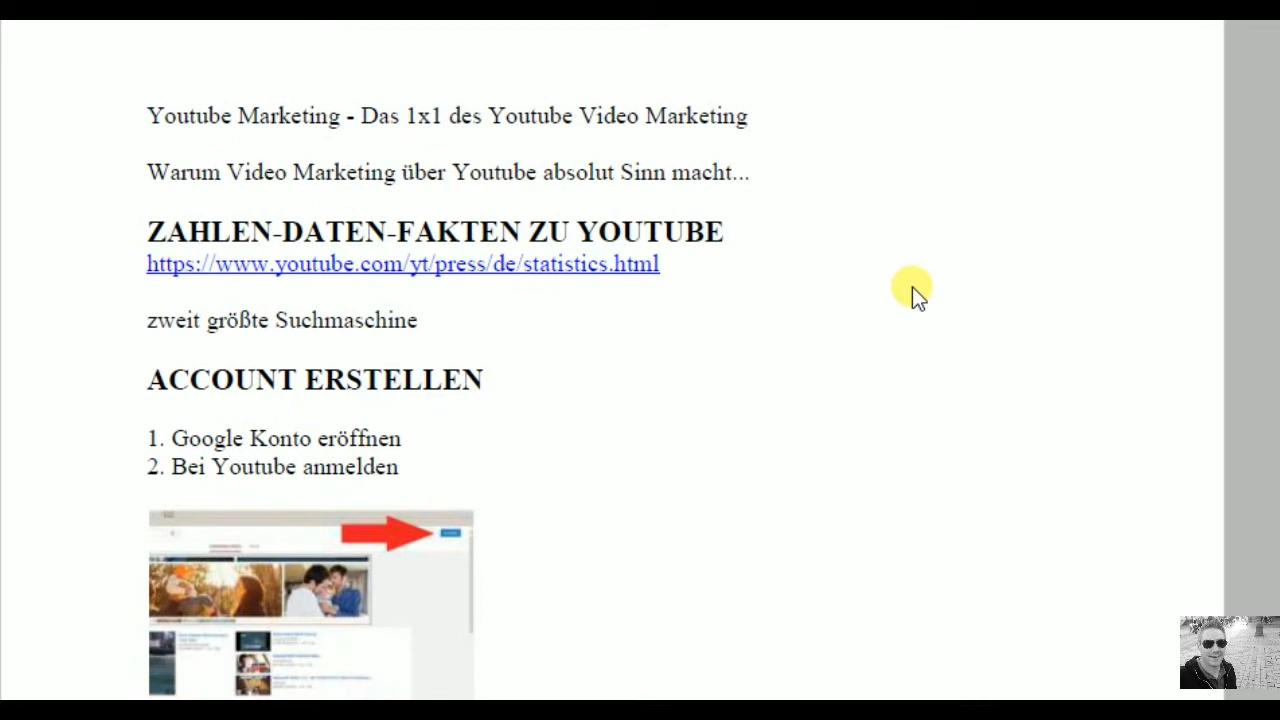 Youtube Marketing - Das 1x1 des Youtube Video Marketing
Warum Video Marketing über Youtube absolut Sinn macht...
ZAHLEN-DATEN-FAKTEN ZU YOUTUBE
https://www.youtube.com/yt/press/de/statistics.html
zweit größte Suchmaschine
ACCOUNT ERSTELLEN
1. Google Konto eröffnen
2. Bei Youtube anmelden